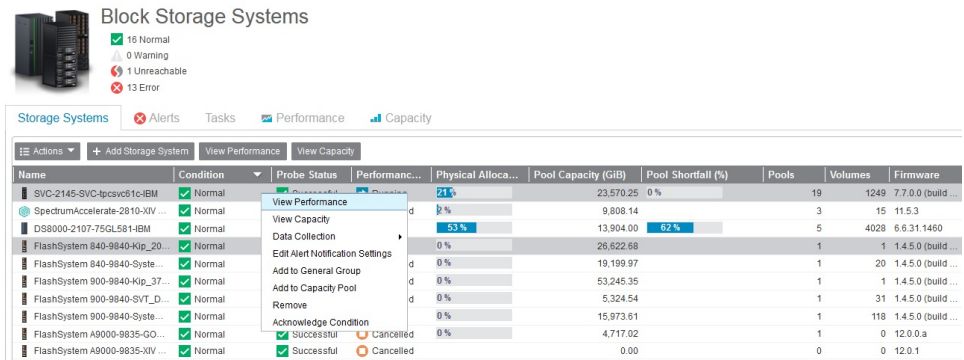 Block Storage Systems
16 Normal
0 Warning
1 Unreachable
13 Error
Storage Systems Alerts Tasks Performance Capacity
Actions + Add Storage System View Performance View Capacity
Name Condition Probe Status Performanc... Physical Alloca... Pool Capacity (GiB) Pool Shortfall (%) Pools Volumes Firmware
SVC-2145-SVC-tpcsvc61c-IBM Normal Successful Running 21 % 23,570.25 0 % 19 1249 7.7.0.0 (build ...
SpectrumAccelerate-2810-XIV ... Normal View Performance d 2 % 9,808.14 3 15 11.5.3
DS8000-2107-75GL581-IBM Normal View Capacity 53 % 13,904.00 62 % 5 4028 6.6.31.1460
FlashSystem 840-9840-Kip_20... Normal Data Collection 0 % 26,622.68 1 1 1.4.5.0 (build ...
FlashSystem 840-9840-Syste... Normal Edit Alert Notification Settings d 0 % 19,199.97 1 20 1.4.5.0 (build ...
FlashSystem 900-9840-Kip_37... Normal Add to General Group d 0 % 53,245.35 1 1 1.4.5.0 (build ...
FlashSystem 900-9840-SVT_D... Normal Add to Capacity Pool d 0 % 5,324.54 1 31 1.4.5.0 (build ...
FlashSystem 900-9840-Syste... Normal Remove 0 % 15,973.61 1 118 1.4.5.0 (build ...
Acknowledge Condition
FlashSystem A9000-9835-GO... Normal Successful Cancelled 0 % 4,717.02 1 0 12.0.0.a
FlashSystem A9000-9835-XIV ... Normal Successful Cancelled 0.00 1 0 12.0.1